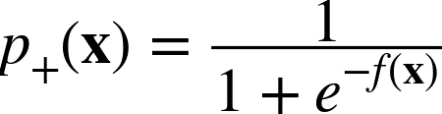 p₊(𝐱) = 1 / (1 + e^{−f(𝐱)})